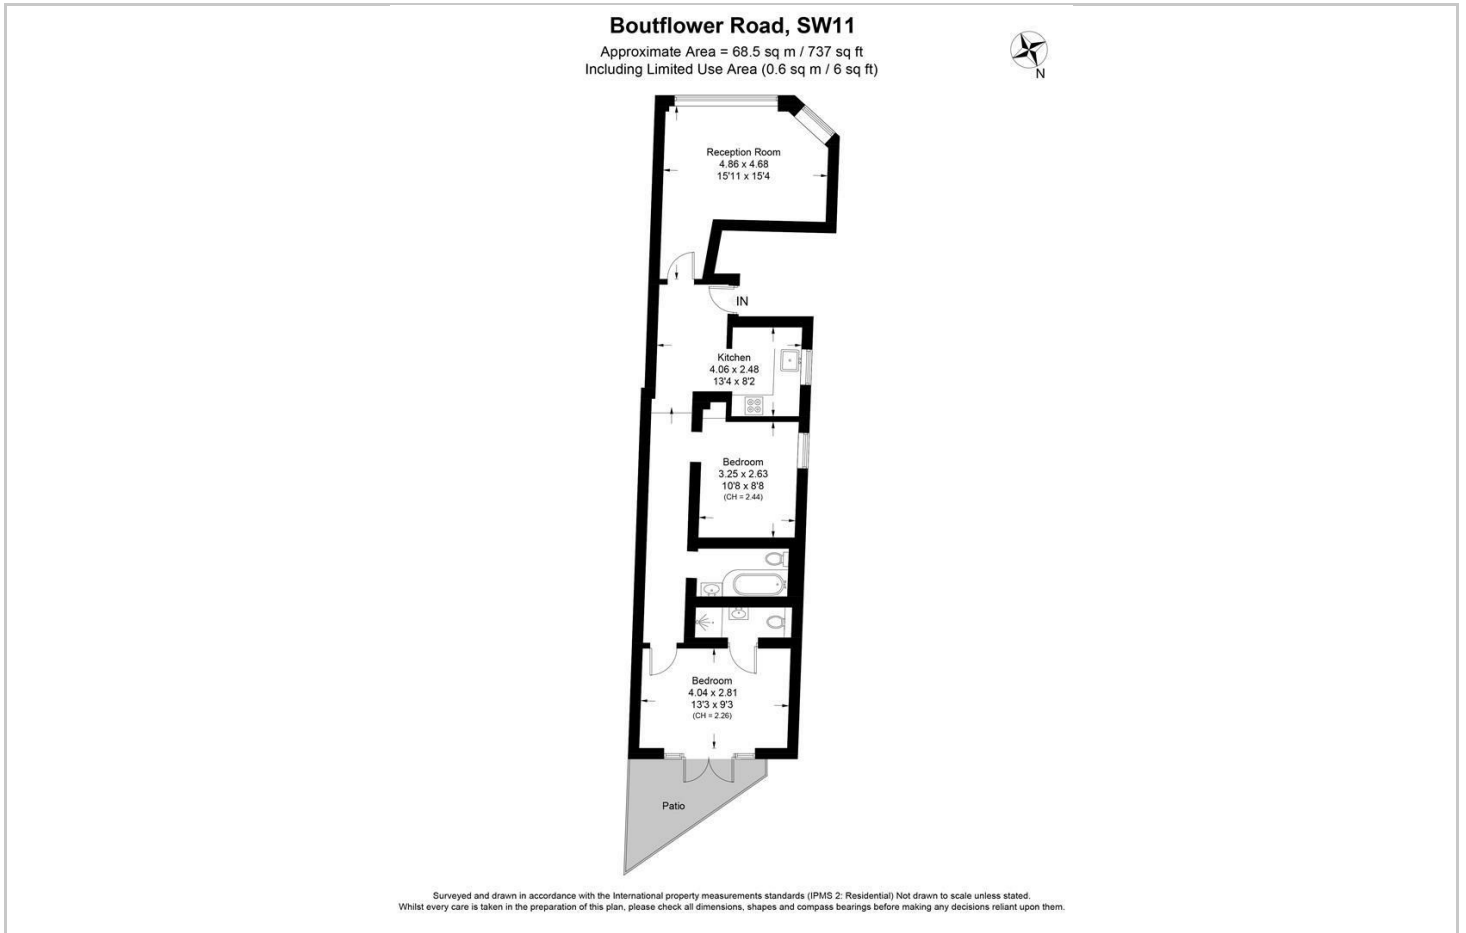 Boutflower Road, SW11
Approximate Area = 68.5 sq m / 737 sq ft
Including Limited Use Area (0.6 sq m / 6 sq ft)
N
Reception Room
4.86 x 4.68
15'11 x 15'4
IN
Kitchen
4.06 x 2.48
13'4 x 8'2
Bedroom
3.25 x 2.63
10'8 x 8'8
(CH = 2.44)
Bedroom
4.04 x 2.81
13'3 x 9'3
(CH = 2.26)
Patio
Surveyed and drawn in accordance with the International property measurements standards (IPMS 2: Residential) Not drawn to scale unless stated.
Whilst every care is taken in the preparation of this plan, please check all dimensions, shapes and compass bearings before making any decisions reliant upon them.